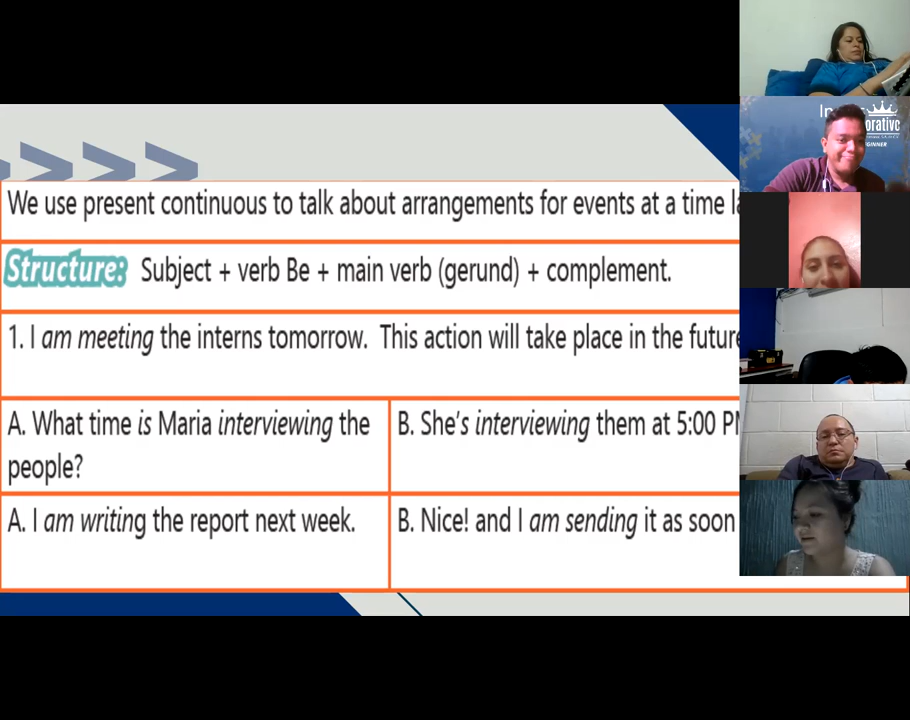 We use present continuous to talk about arrangements for events at a time
Structure: Subject + verb Be + main verb (gerund) + complement.
1. I am meeting the interns tomorrow. This action will take place in the future
A. What time is Maria interviewing the
people?
B. She's interviewing them at 5:00
A. I am writing the report next week.
B. Nice! and I am sending it as soon